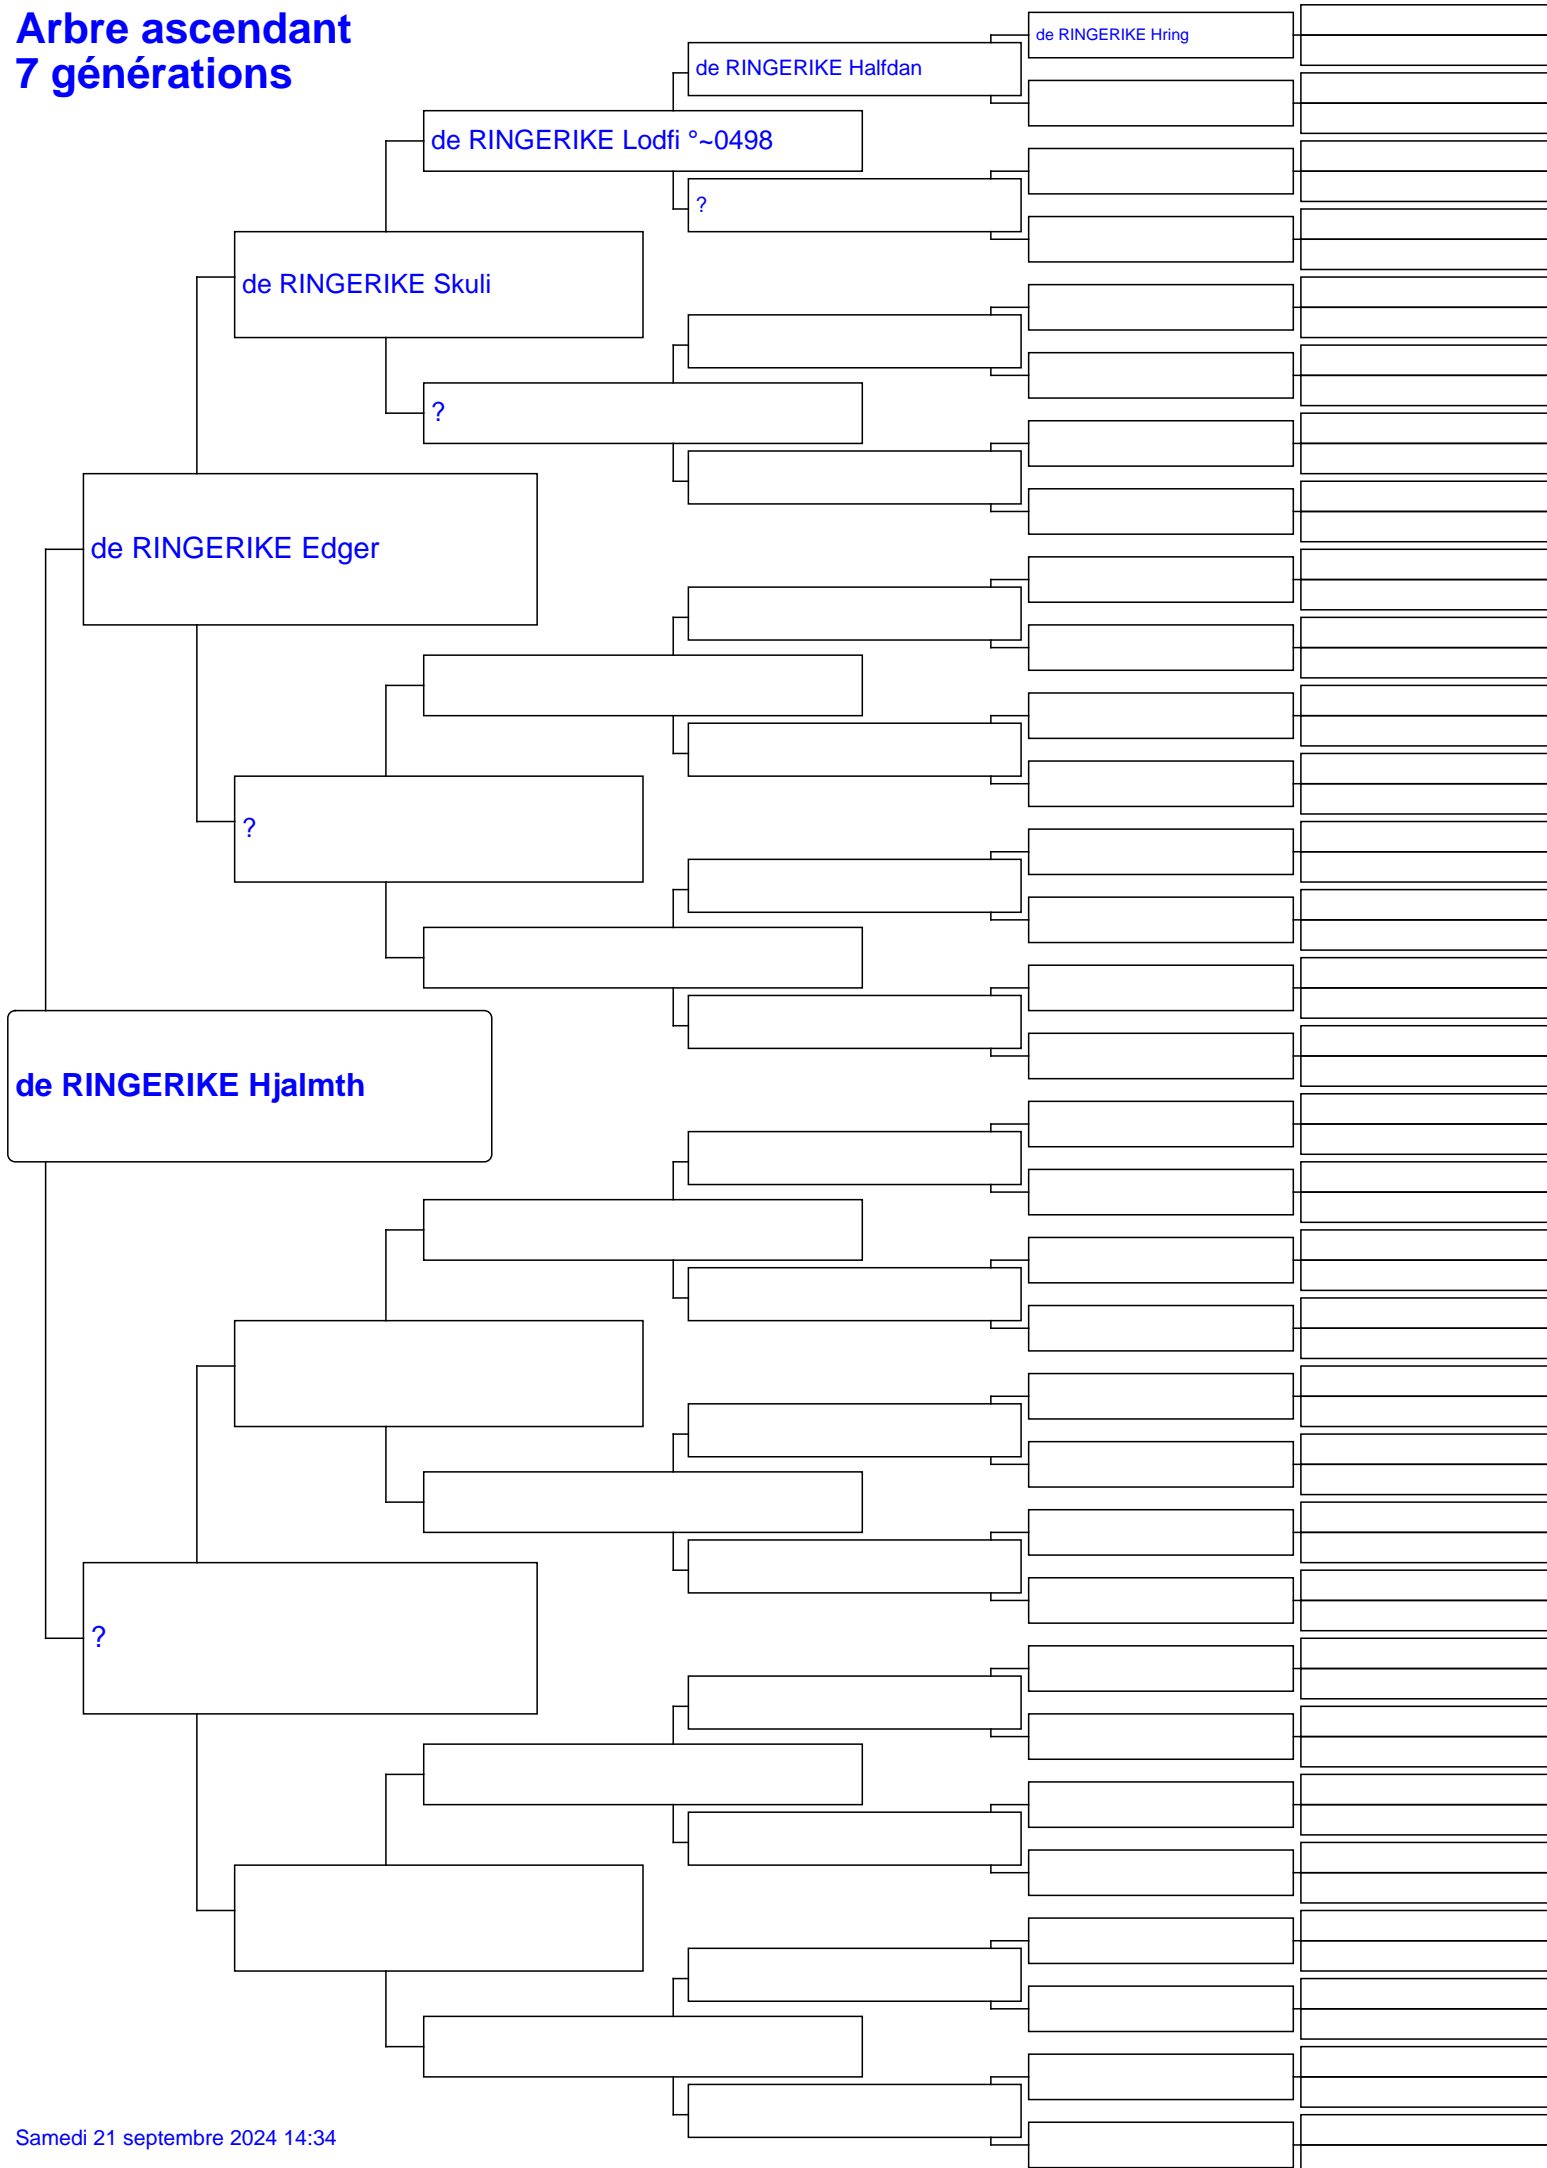 Arbre ascendant
7 générations
de RINGERIKE Hring
de RINGERIKE Halfdan
de RINGERIKE Lodfi °~0498
?
de RINGERIKE Skuli
?
de RINGERIKE Edger
?
de RINGERIKE Hjalmth
?
Samedi 21 septembre 2024 14:34